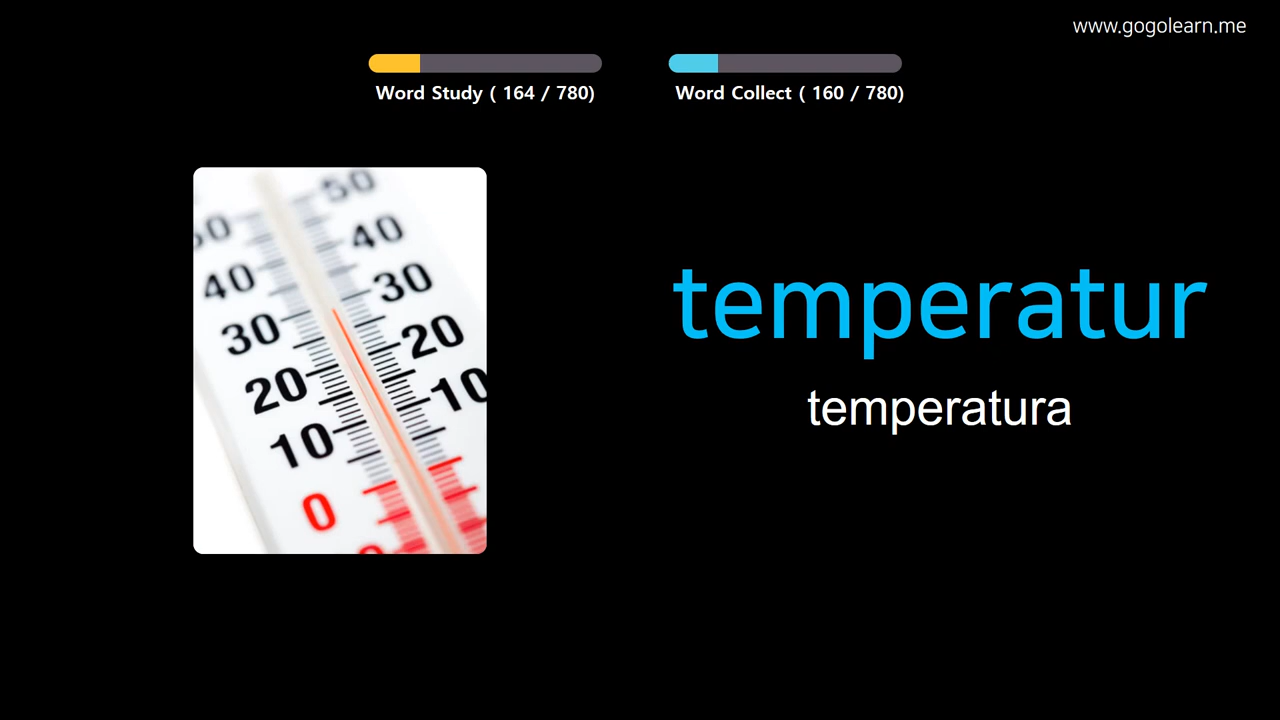 www.gogolearn.me
Word Study ( 164 / 780)
Word Collect ( 160 / 780)
50
50
40
40
30
30
20
20
10
10
0
temperatur
temperatura